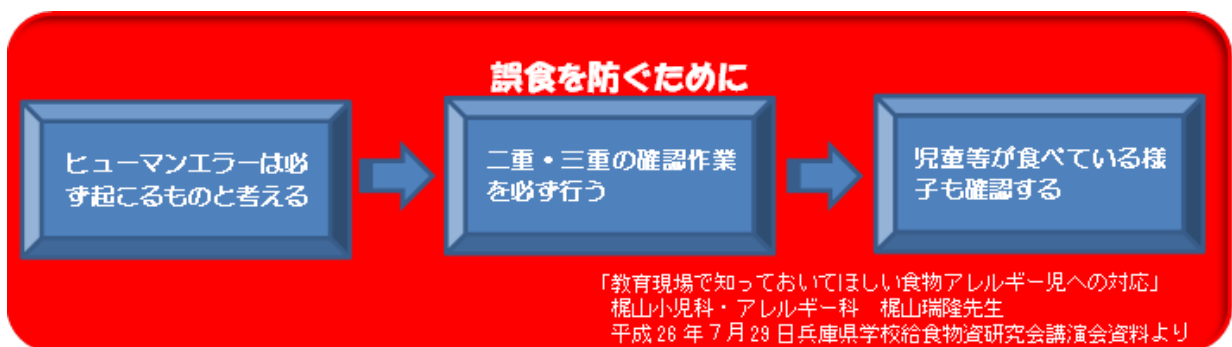 誤食を防ぐために
ヒューマンエラーは必
ず起こるものと考える
二重・三重の確認作業
を必ず行う
児童等が食べている様
子も確認する
「教育現場で知っておいてほしい食物アレルギー児への対応」
梶山小児科・アレルギー科　梶山瑞隆先生
平成26年7月29日兵庫県学校給食物資研究会講演会資料より